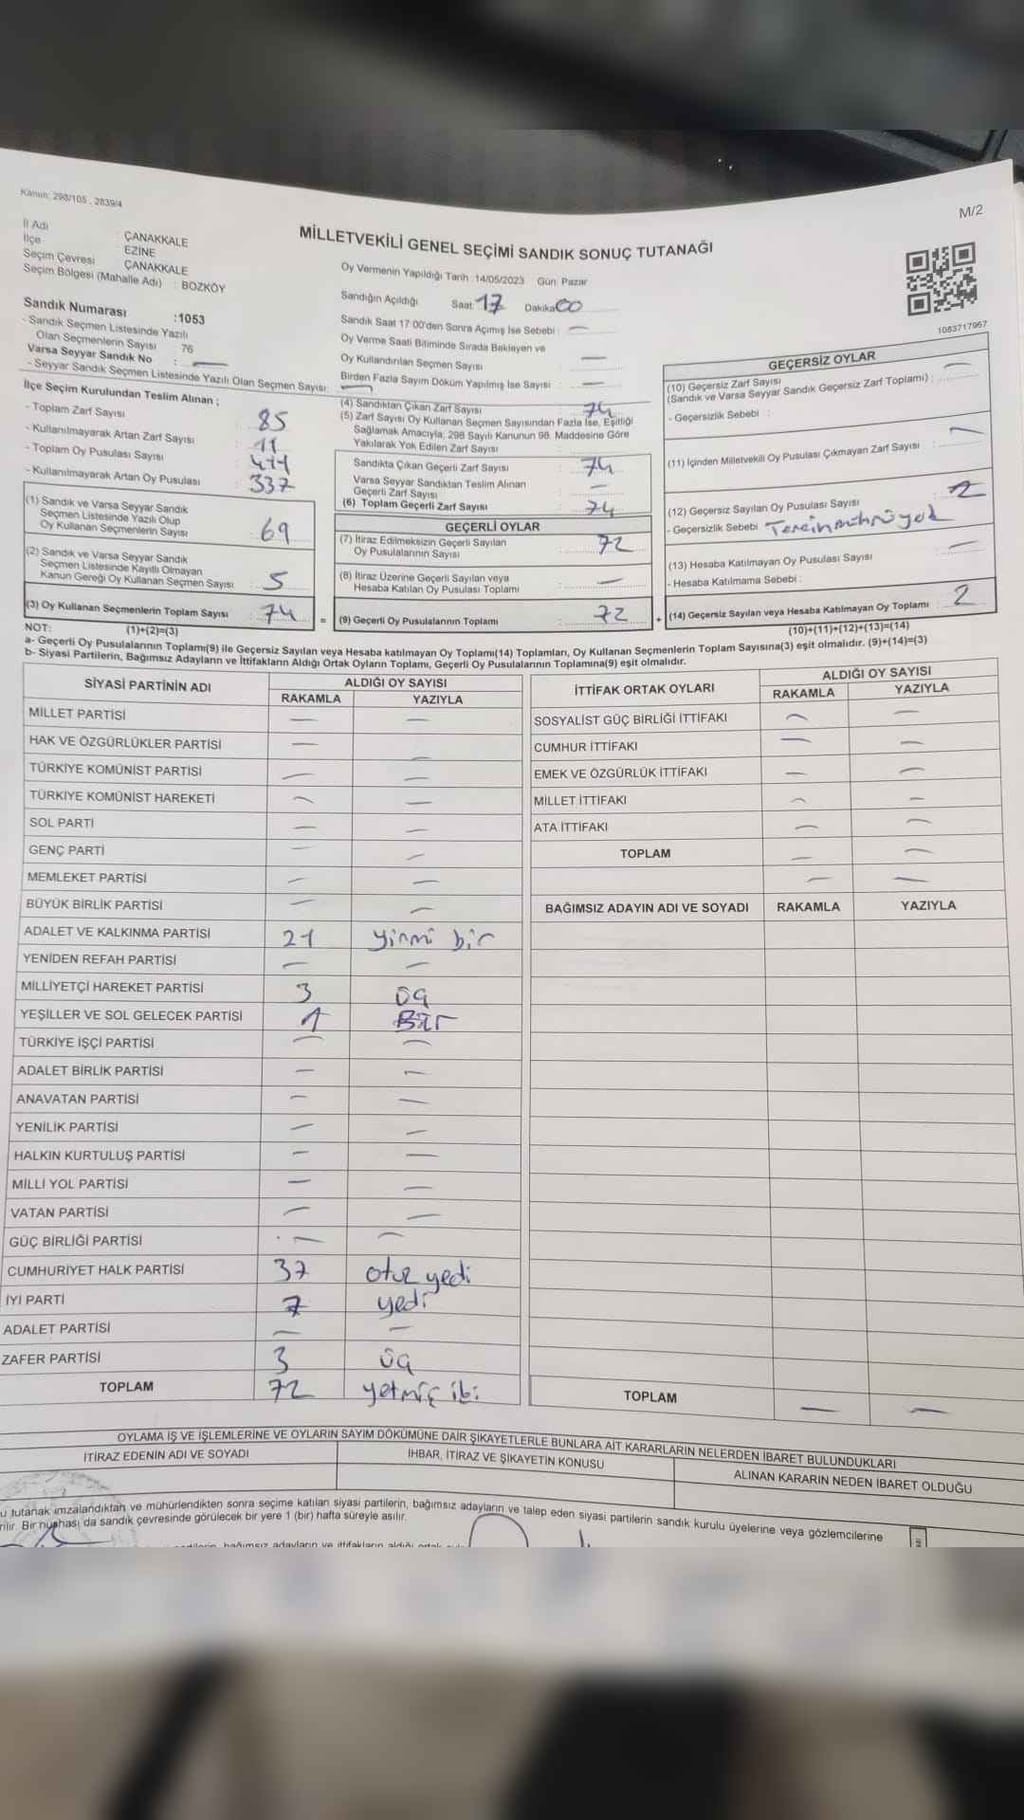 Kanun: 298/105 , 2839/4
M/2
MİLLETVEKİLİ GENEL SEÇİMİ SANDIK SONUÇ TUTANAĞI
İl Adı : ÇANAKKALE
İlçe : EZİNE
Seçim Çevresi : ÇANAKKALE
Seçim Bölgesi (Mahalle Adı) : BOZKÖY
Oy Vermenin Yapıldığı Tarih :14/05/2023 Gün: Pazar
Sandığın Açıldığı Saat: 17 Dakika 00
Sandık Saat 17 00'den Sonra Açımış İse Sebebi : —
Oy Verme Saati Bitiminde Sırada Bekleyen ve
Oy Kullandırılan Seçmen Sayısı —
Birden Fazla Sayım Döküm Yapılmış İse Sayısı —
1083717967
Sandık Numarası :1053
- Sandık Seçmen Listesinde Yazılı
Olan Seçmenlerin Sayısı : 76
Varsa Seyyar Sandık No : —
- Seyyar Sandık Seçmen Listesinde Yazılı Olan Seçmen Sayısı: —
İlçe Seçim Kurulundan Teslim Alınan ;
- Toplam Zarf Sayısı : 85
- Kullanılmayarak Artan Zarf Sayısı : 11
- Toplam Oy Pusulası Sayısı
- Kullanılmayarak Artan Oy Pusulası : 337
(1) Sandık ve Varsa Seyyar Sandık
Seçmen Listesinde Yazılı Olup
Oy Kullanan Seçmenlerin Sayısı : 69
(2) Sandık ve Varsa Seyyar Sandık
Seçmen Listesinde Kayıtlı Olmayan
Kanun Gereği Oy Kullanan Seçmen Sayısı : 5
(3) Oy Kullanan Seçmenlerin Toplam Sayısı : 74
(1)+(2)=(3)
(4) Sandıktan Çıkan Zarf Sayısı 74
(5) Zarf Sayısı Oy Kullanan Seçmen Sayısından Fazla İse, Eşitliği
Sağlamak Amacıyla; 298 Sayılı Kanunun 98. Maddesine Göre
Yakılarak Yok Edilen Zarf Sayısı
Sandıkta Çıkan Geçerli Zarf Sayısı 74
Varsa Seyyar Sandıktan Teslim Alınan
Geçerli Zarf Sayısı —
(6) Toplam Geçerli Zarf Sayısı 74
GEÇERLİ OYLAR
(7) İtiraz Edilmeksizin Geçerli Sayılan
Oy Pusulalarının Sayısı : 72
(8) İtiraz Üzerine Geçerli Sayılan veya
Hesaba Katılan Oy Pusulası Toplamı : —
= (9) Geçerli Oy Pusulalarının Toplamı : 72
GEÇERSİZ OYLAR
(10) Geçersiz Zarf Sayısı
(Sandık ve Varsa Seyyar Sandık Geçersiz Zarf Toplamı) : —
- Geçersizlik Sebebi :
(11) İçinden Milletvekili Oy Pusulası Çıkmayan Zarf Sayısı : —
(12) Geçersiz Sayılan Oy Pusulası Sayısı : 2
- Geçersizlik Sebebi : Tercih mührü yok
(13) Hesaba Katılmayan Oy Pusulası Sayısı : —
- Hesaba Katılmama Sebebi :
+ (14) Geçersiz Sayılan veya Hesaba Katılmayan Oy Toplamı : 2
(10)+(11)+(12)+(13)=(14)
NOT:
a- Geçerli Oy Pusulalarının Toplamı(9) ile Geçersiz Sayılan veya Hesaba katılmayan Oy Toplamı(14) Toplamları, Oy Kullanan Seçmenlerin Toplam Sayısına(3) eşit olmalıdır. (9)+(14)=(3)
b- Siyasi Partilerin, Bağımsız Adayların ve İttifakların Aldığı Ortak Oyların Toplamı, Geçerli Oy Pusulalarının Toplamına(9) eşit olmalıdır.
SİYASİ PARTİNİN ADI ALDIĞI OY SAYISI
RAKAMLA YAZIYLA
MİLLET PARTİSİ — —
HAK VE ÖZGÜRLÜKLER PARTİSİ — —
TÜRKİYE KOMÜNİST PARTİSİ — —
TÜRKİYE KOMÜNİST HAREKETİ — —
SOL PARTİ — —
GENÇ PARTİ — —
MEMLEKET PARTİSİ — —
BÜYÜK BİRLİK PARTİSİ — —
ADALET VE KALKINMA PARTİSİ 21 yirmi bir
YENİDEN REFAH PARTİSİ — —
MİLLİYETÇİ HAREKET PARTİSİ 3 üç
YEŞİLLER VE SOL GELECEK PARTİSİ 1 BİR
TÜRKİYE İŞÇİ PARTİSİ — —
ADALET BİRLİK PARTİSİ — —
ANAVATAN PARTİSİ — —
YENİLİK PARTİSİ — —
HALKIN KURTULUŞ PARTİSİ — —
MİLLİ YOL PARTİSİ — —
VATAN PARTİSİ — —
GÜÇ BİRLİĞİ PARTİSİ — —
CUMHURİYET HALK PARTİSİ 37 otuz yedi
İYİ PARTİ 7 yedi
ADALET PARTİSİ — —
ZAFER PARTİSİ 3 üç
TOPLAM 72 yetmiş iki
İTTİFAK ORTAK OYLARI ALDIĞI OY SAYISI
RAKAMLA YAZIYLA
SOSYALİST GÜÇ BİRLİĞİ İTTİFAKI — —
CUMHUR İTTİFAKI — —
EMEK VE ÖZGÜRLÜK İTTİFAKI — —
MİLLET İTTİFAKI — —
ATA İTTİFAKI — —
TOPLAM — —
— —
BAĞIMSIZ ADAYIN ADI VE SOYADI RAKAMLA YAZIYLA
TOPLAM — —
OYLAMA İŞ VE İŞLEMLERİNE VE OYLARIN SAYIM DÖKÜMÜNE DAİR ŞİKAYETLERLE BUNLARA AİT KARARLARIN NELERDEN İBARET BULUNDUKLARI
İTİRAZ EDENİN ADI VE SOYADI İHBAR, İTİRAZ VE ŞİKAYETİN KONUSU ALINAN KARARIN NEDEN İBARET OLDUĞU
u tutanak imzalandıktan ve mühürlendikten sonra seçime katılan siyasi partilerin, bağımsız adayların ve talep eden siyasi partilerin sandık kurulu üyelerine veya gözlemcilerine
rilir. Bir nüshası da sandık çevresinde görülecek bir yere 1 (bir) hafta süreyle asılır.
bağımsız adayların ve ittifakların aldığı ortak